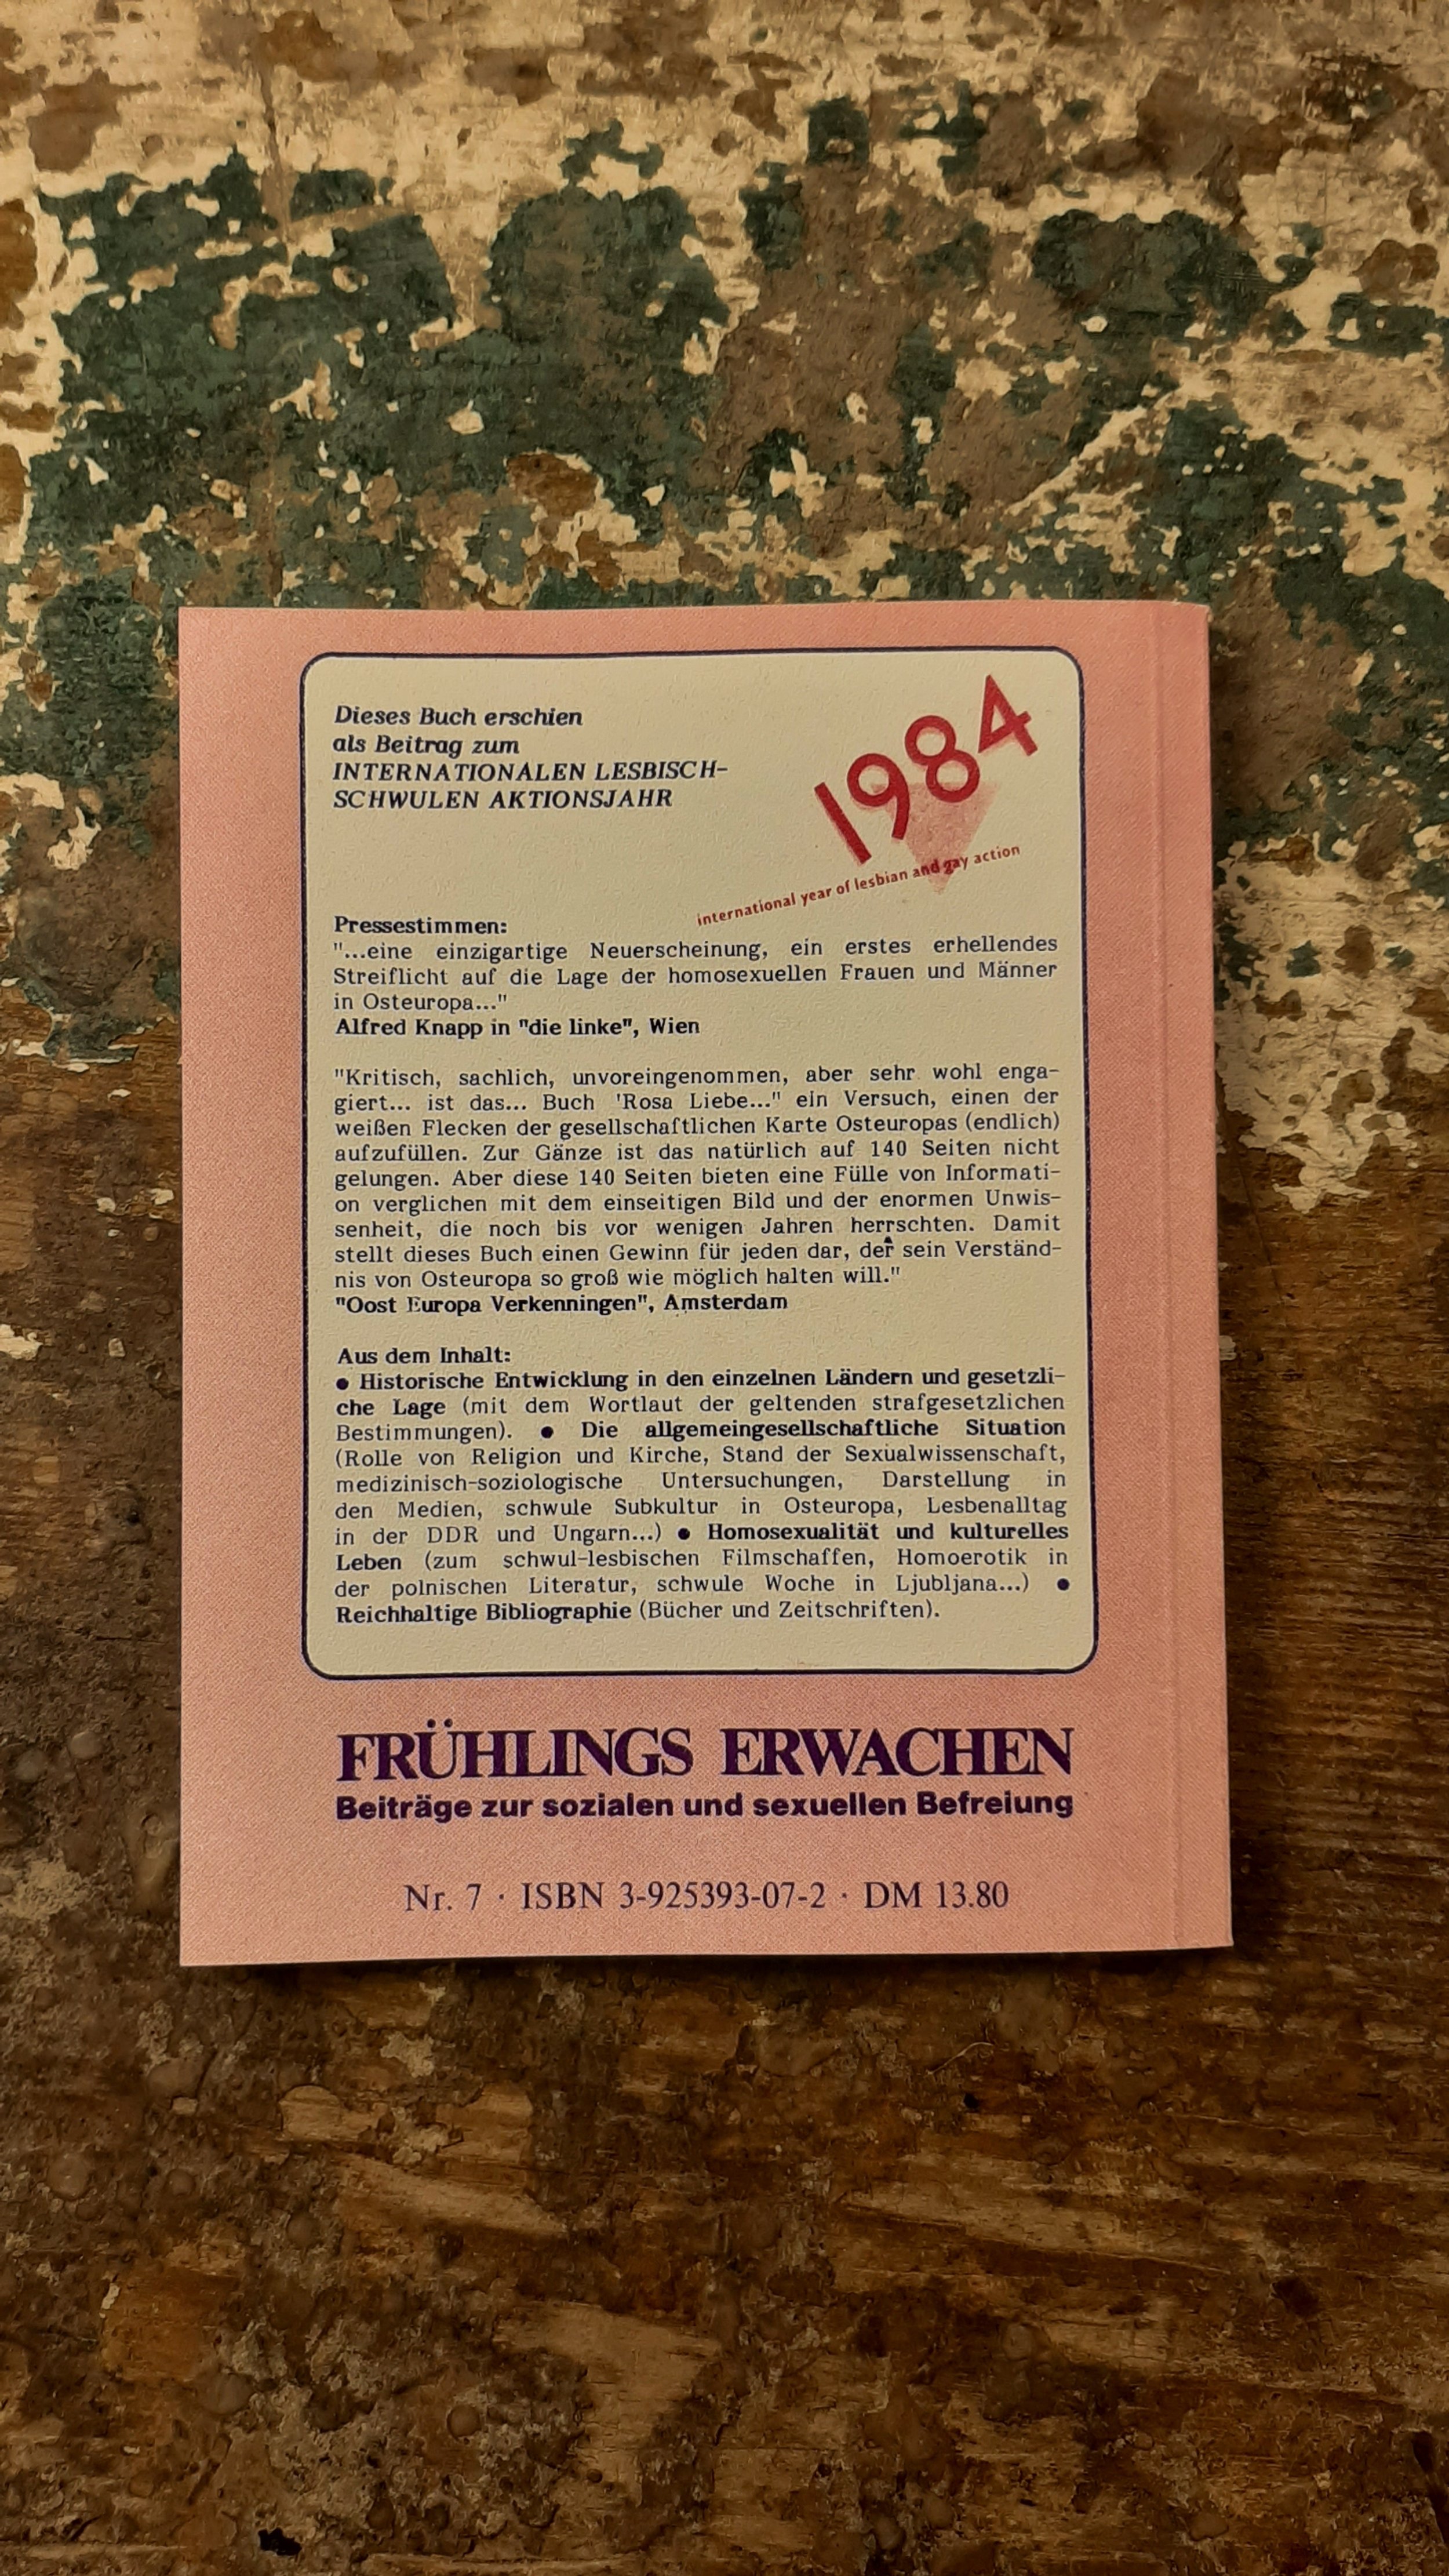 Dieses Buch erschien
als Beitrag zum
INTERNATIONALEN LESBISCH-
SCHWULEN AKTIONSJAHR
1984
international year of lesbian and gay action
Pressestimmen:
"...eine einzigartige Neuerscheinung, ein erstes erhellendes
Streiflicht auf die Lage der homosexuellen Frauen und Männer
in Osteuropa..."
Alfred Knapp in "die linke", Wien
"Kritisch, sachlich, unvoreingenommen, aber sehr wohl enga-
giert... ist das... Buch 'Rosa Liebe..." ein Versuch, einen der
weißen Flecken der gesellschaftlichen Karte Osteuropas (endlich)
aufzufüllen. Zur Gänze ist das natürlich auf 140 Seiten nicht
gelungen. Aber diese 140 Seiten bieten eine Fülle von Informati-
on verglichen mit dem einseitigen Bild und der enormen Unwis-
senheit, die noch bis vor wenigen Jahren herrschten. Damit
stellt dieses Buch einen Gewinn für jeden dar, der sein Verständ-
nis von Osteuropa so groß wie möglich halten will."
"Oost Europa Verkenningen", Amsterdam
Aus dem Inhalt:
● Historische Entwicklung in den einzelnen Ländern und gesetzli-
che Lage (mit dem Wortlaut der geltenden strafgesetzlichen
Bestimmungen). ● Die allgemeingesellschaftliche Situation
(Rolle von Religion und Kirche, Stand der Sexualwissenschaft,
medizinisch-soziologische Untersuchungen, Darstellung in
den Medien, schwule Subkultur in Osteuropa, Lesbenalltag
in der DDR und Ungarn...) ● Homosexualität und kulturelles
Leben (zum schwul-lesbischen Filmschaffen, Homoerotik in
der polnischen Literatur, schwule Woche in Ljubljana...) ●
Reichhaltige Bibliographie (Bücher und Zeitschriften).
FRÜHLINGS ERWACHEN
Beiträge zur sozialen und sexuellen Befreiung
Nr. 7 · ISBN 3-925393-07-2 · DM 13.80